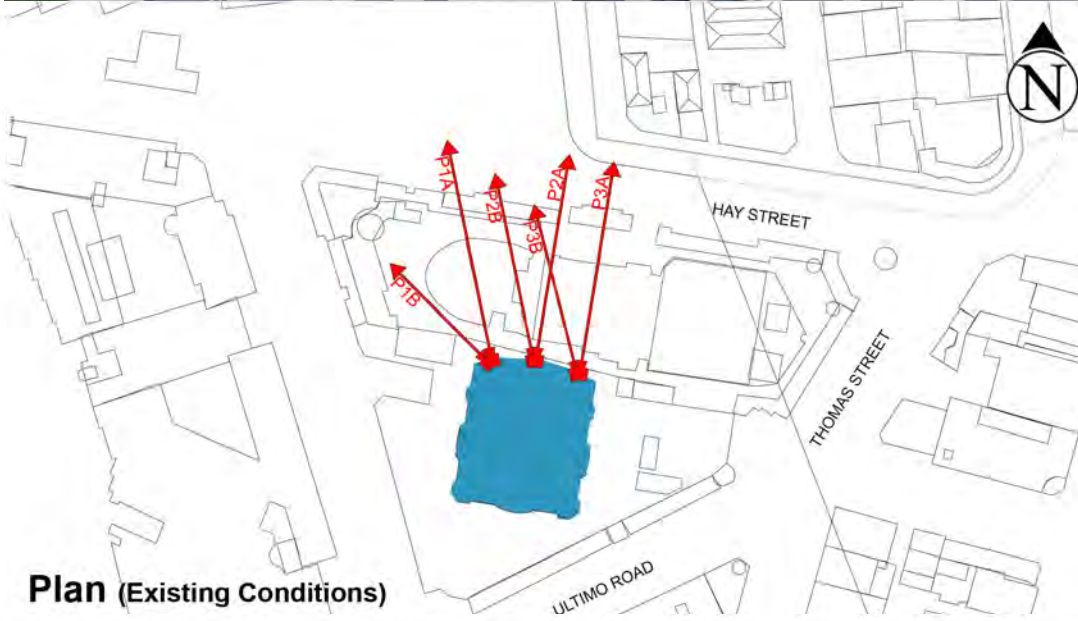 N
P1A
P2B
P2A
P3A
P3B
P1B
HAY STREET
THOMAS STREET
ULTIMO ROAD
Plan (Existing Conditions)